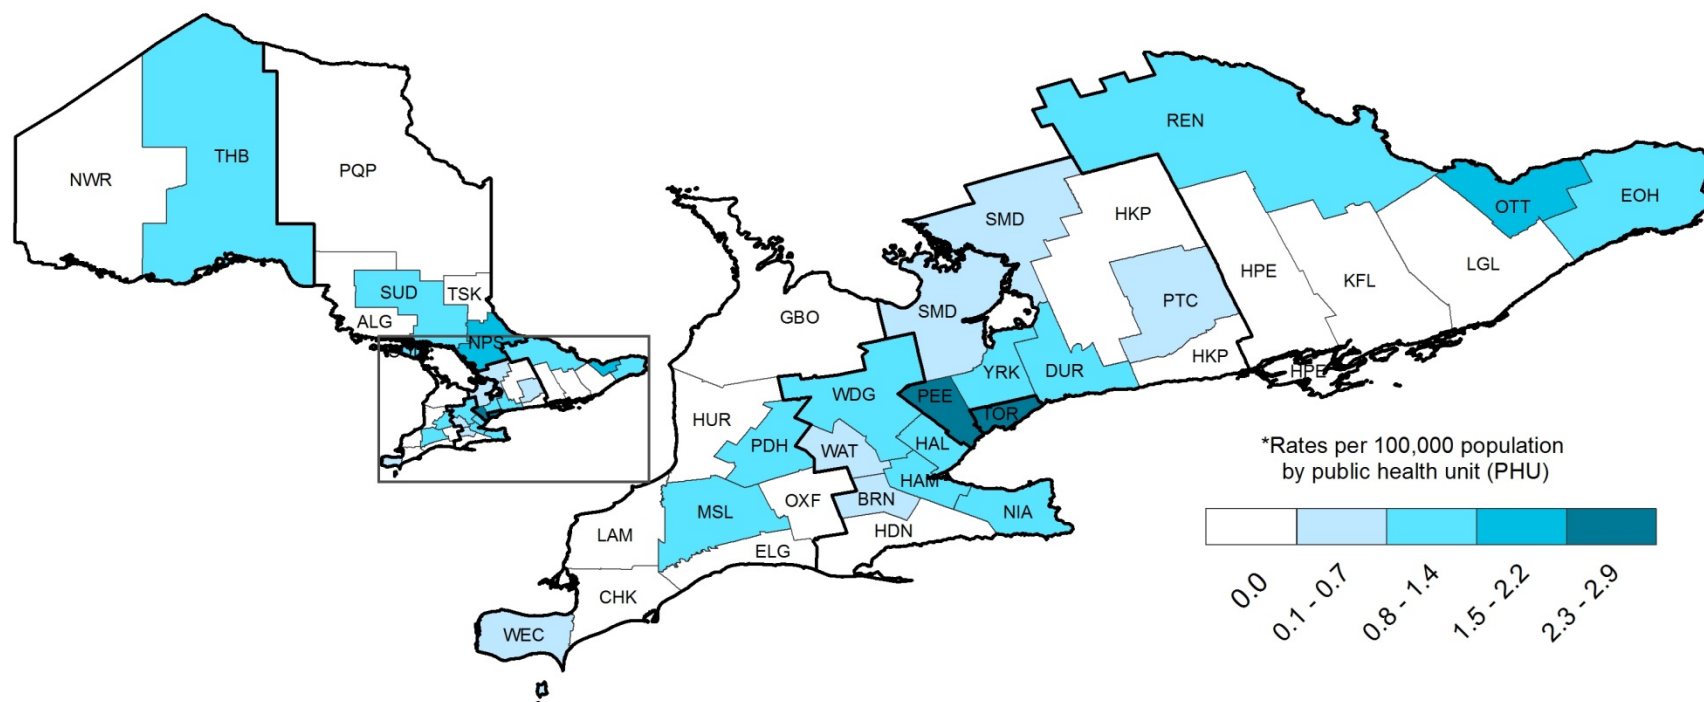 THB
NWR
PQP
SUD
TSK
ALG
NPS
REN
SMD
HKP
OTT
EOH
HPE
KFL
LGL
PTC
GBO
SMD
HKP
HPE
YRK
DUR
WDG
PEE
TOR
HUR
PDH
WAT
HAL
HAM
MSL
OXF
BRN
NIA
LAM
HDN
ELG
CHK
WEC
*Rates per 100,000 population
by public health unit (PHU)
0.0
0.1 - 0.7
0.8 - 1.4
1.5 - 2.2
2.3 - 2.9